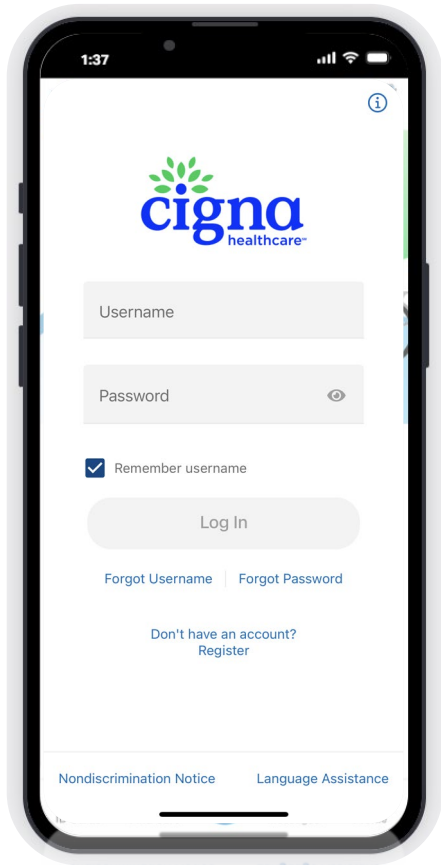 1:37
cigna
healthcare℠
Username
Password
Remember username
Log In
Forgot Username
Forgot Password
Don't have an account?
Register
Nondiscrimination Notice
Language Assistance